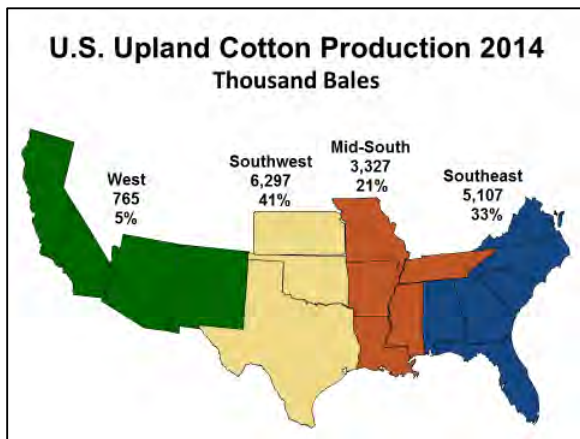 U.S. Upland Cotton Production 2014
Thousand Bales
West
765
5%
Southwest
6,297
41%
Mid-South
3,327
21%
Southeast
5,107
33%